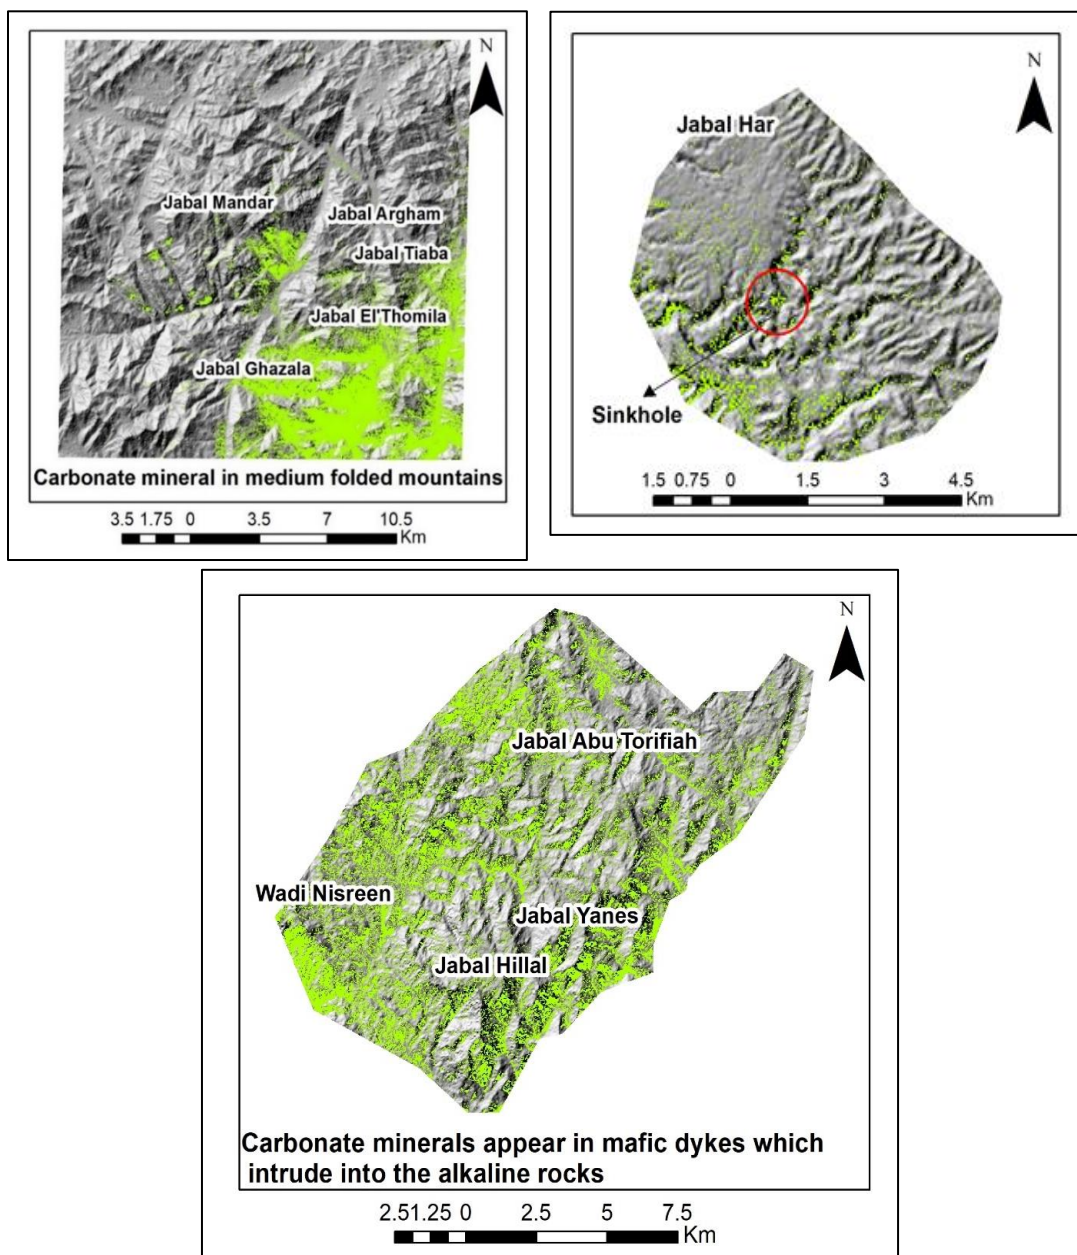 N
Jabal Mandar
Jabal Argham
Jabal Tiaba
Jabal El'Thomila
Jabal Ghazala
Carbonate mineral in medium folded mountains
3.5 1.75 0 3.5 7 10.5
Km
N
Jabal Har
Sinkhole
1.5 0.75 0 1.5 3 4.5
Km
N
Jabal Abu Torifiah
Wadi Nisreen
Jabal Yanes
Jabal Hillal
Carbonate minerals appear in mafic dykes which
intrude into the alkaline rocks
2.51.25 0 2.5 5 7.5
Km